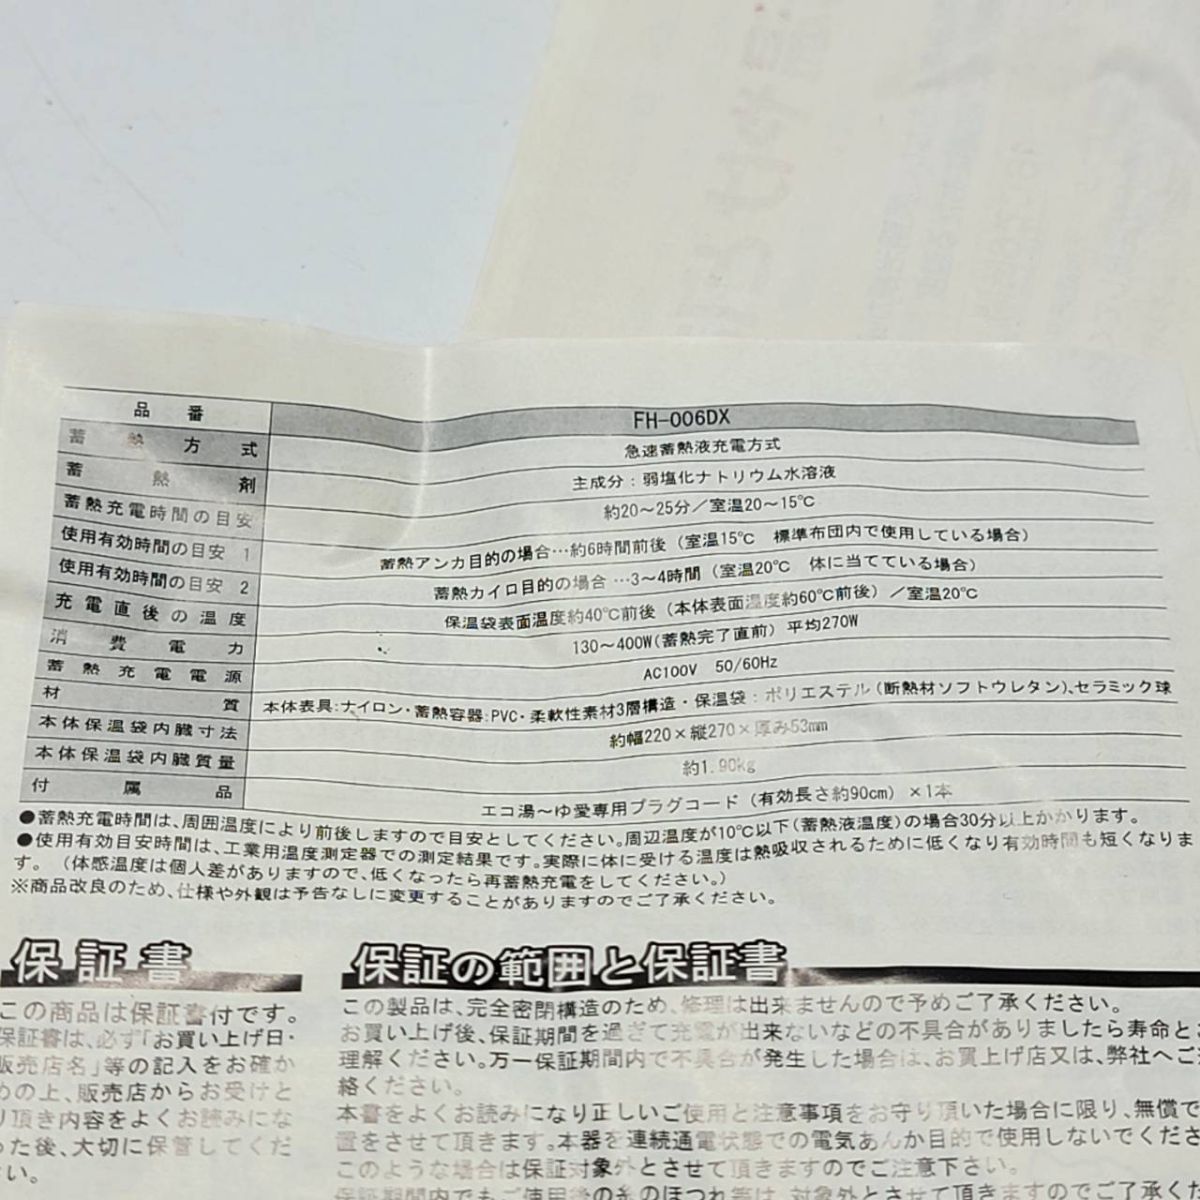 品番 FH-006DX
蓄熱方式 急速蓄熱液充電方式
蓄熱剤 主成分：弱塩化ナトリウム水溶液
蓄熱充電時間の目安 約20～25分／室温20～15℃
使用有効時間の目安 1 蓄熱アンカ目的の場合…約6時間前後（室温15℃ 標準布団内で使用している場合）
使用有効時間の目安 2 蓄熱カイロ目的の場合 …3～4時間（室温20℃ 体に当てている場合）
充電直後の温度 保温袋表面温度約40℃前後（本体表面温度約60℃前後）／室温20℃
消費電力 130～400W(蓄熱完了直前) 平均270W
蓄熱充電電源 AC100V 50/60Hz
材質 本体表具:ナイロン・蓄熱容器:PVC・柔軟性素材3層構造・保温袋：ポリエステル(断熱材ソフトウレタン)、セラミック球
本体保温袋内臓寸法 約幅220×縦270×厚み53mm
本体保温袋内臓質量 約1.90kg
付属品 エコ湯～ゆ愛専用プラグコード（有効長さ約90cm）×1本
●蓄熱充電時間は、周囲温度により前後しますので目安としてください。周辺温度が10℃以下(蓄熱液温度)の場合30分以上かかります。
●使用有効目安時間は、工業用温度測定器での測定結果です。実際に体に受ける温度は熱吸収されるために低くなり有効時間も短くなりま
す。（体感温度は個人差がありますので、低くなったら再蓄熱充電をしてください。）
※商品改良のため、仕様や外観は予告なしに変更することがありますのでご了承ください。
保証書
この商品は保証書付です。
保証書は、必ず「お買い上げ日・
販売店名」等の記入をお確か
めの上、販売店からお受けと
り頂き内容をよくお読みにな
った後、大切に保管してくだ
さい。
保証の範囲と保証書
この製品は、完全密閉構造のため、修理は出来ませんので予めご了承ください。
お買い上げ後、保証期間を過ぎて充電が出来ないなどの不具合がありましたら寿命と
理解ください。万一保証期間内で不具合が発生した場合は、お買上げ店又は、弊社へご
絡ください。
本書をよくお読みになり正しいご使用と注意事項をお守り頂いた場合に限り、無償で
置をさせて頂きます。本器を連続通電状態での電気あんか目的で使用しないでくださ
このような場合は保証対象外とさせて頂きますのでご注意下さい。
保証期間内でもご使用後の糸のほつれ等は、対象外とさせて頂きますのでご了承くだ